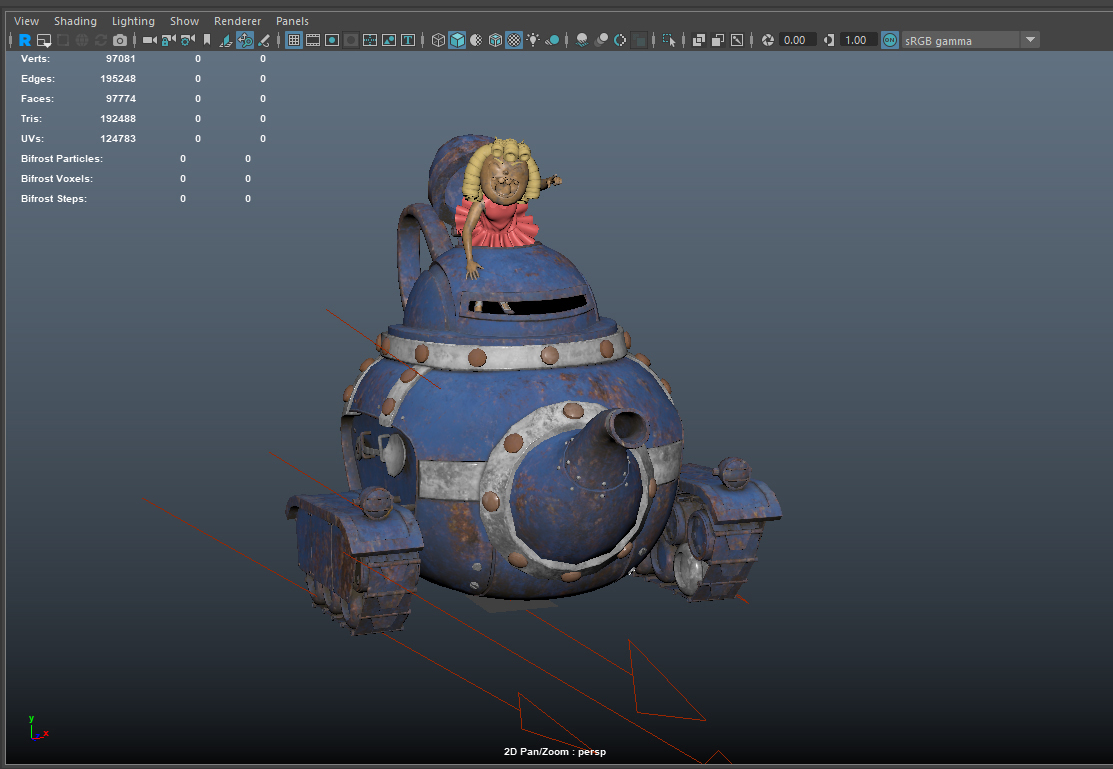 View Shading Lighting Show Renderer Panels
R T 0.00 1.00 ON sRGB gamma
Verts: 97081 0 0
Edges: 195248 0 0
Faces: 97774 0 0
Tris: 192488 0 0
UVs: 124783 0 0
Bifrost Particles: 0 0
Bifrost Voxels: 0 0
Bifrost Steps: 0 0
y
x
2D Pan/Zoom : persp